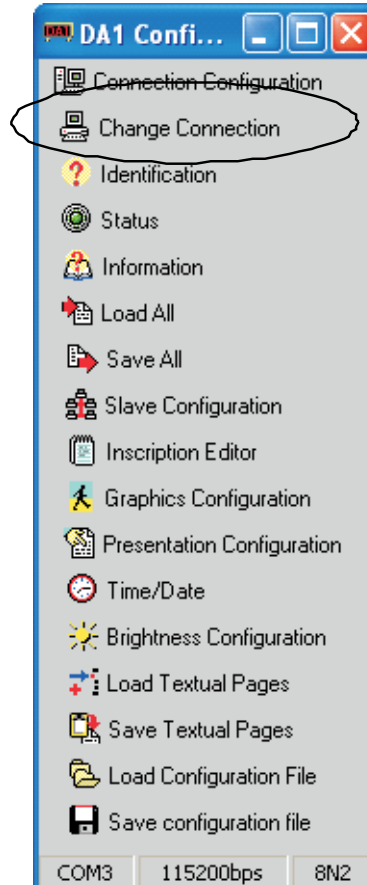 DA1 Confi...
Connection Configuration
Change Connection
Identification
Status
Information
Load All
Save All
Slave Configuration
Inscription Editor
Graphics Configuration
Presentation Configuration
Time/Date
Brightness Configuration
Load Textual Pages
Save Textual Pages
Load Configuration File
Save configuration file
COM3 115200bps 8N2